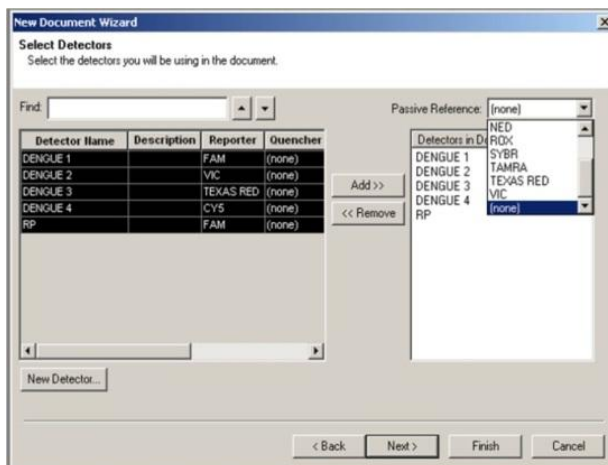 New Document Wizard
Select Detectors
Select the detectors you will be using in the document.
Find:
Passive Reference: (none)
Detector Name Description Reporter Quencher
DENGUE 1 FAM (none)
DENGUE 2 VIC (none)
DENGUE 3 TEXAS RED (none)
DENGUE 4 CY5 (none)
RP FAM (none)
Add >>
<< Remove
Detectors in D
DENGUE 1
DENGUE 2
DENGUE 3
DENGUE 4
RP
NED
ROX
SYBR
TAMRA
TEXAS RED
VIC
(none)
New Detector...
< Back Next > Finish Cancel